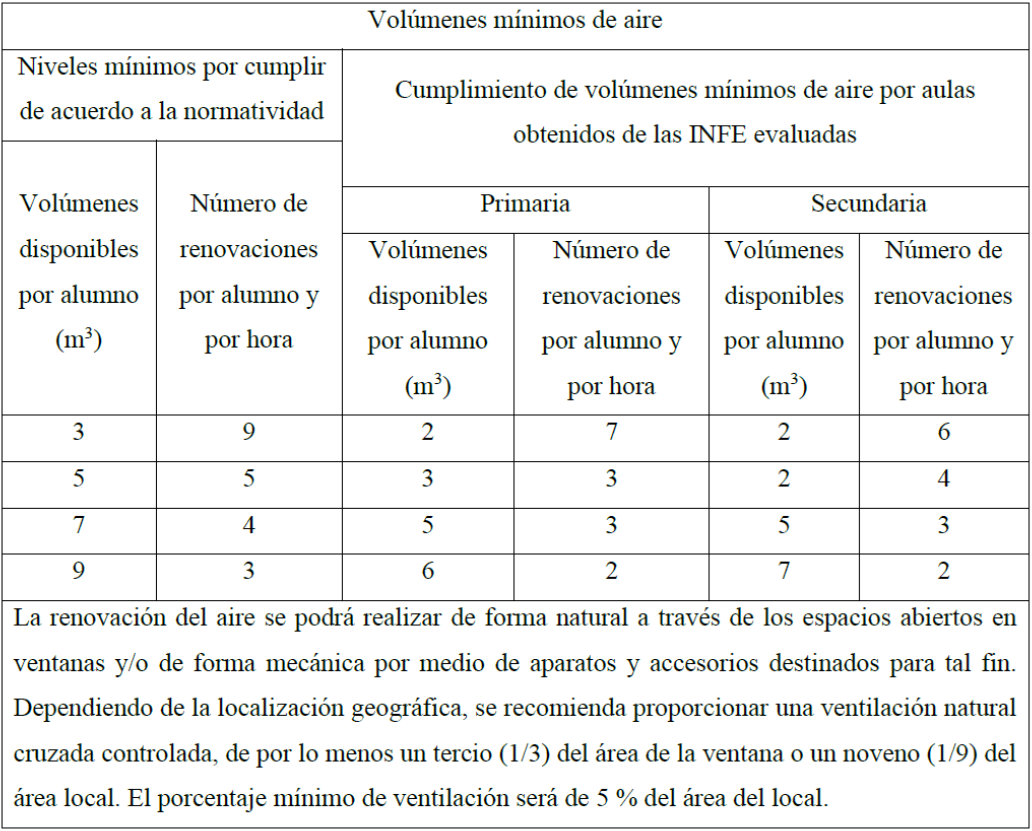 Volúmenes mínimos de aire
Niveles mínimos por cumplir
de acuerdo a la normatividad
Cumplimiento de volúmenes mínimos de aire por aulas
obtenidos de las INFE evaluadas
Volúmenes
disponibles
por alumno
(m³)
Número de
renovaciones
por alumno y
por hora
Primaria
Secundaria
Volúmenes
disponibles
por alumno
(m³)
Número de
renovaciones
por alumno y
por hora
Volúmenes
disponibles
por alumno
(m³)
Número de
renovaciones
por alumno y
por hora
3 9 2 7 2 6
5 5 3 3 2 4
7 4 5 3 5 3
9 3 6 2 7 2
La renovación del aire se podrá realizar de forma natural a través de los espacios abiertos en
ventanas y/o de forma mecánica por medio de aparatos y accesorios destinados para tal fin.
Dependiendo de la localización geográfica, se recomienda proporcionar una ventilación natural
cruzada controlada, de por lo menos un tercio (1/3) del área de la ventana o un noveno (1/9) del
área local. El porcentaje mínimo de ventilación será de 5 % del área del local.